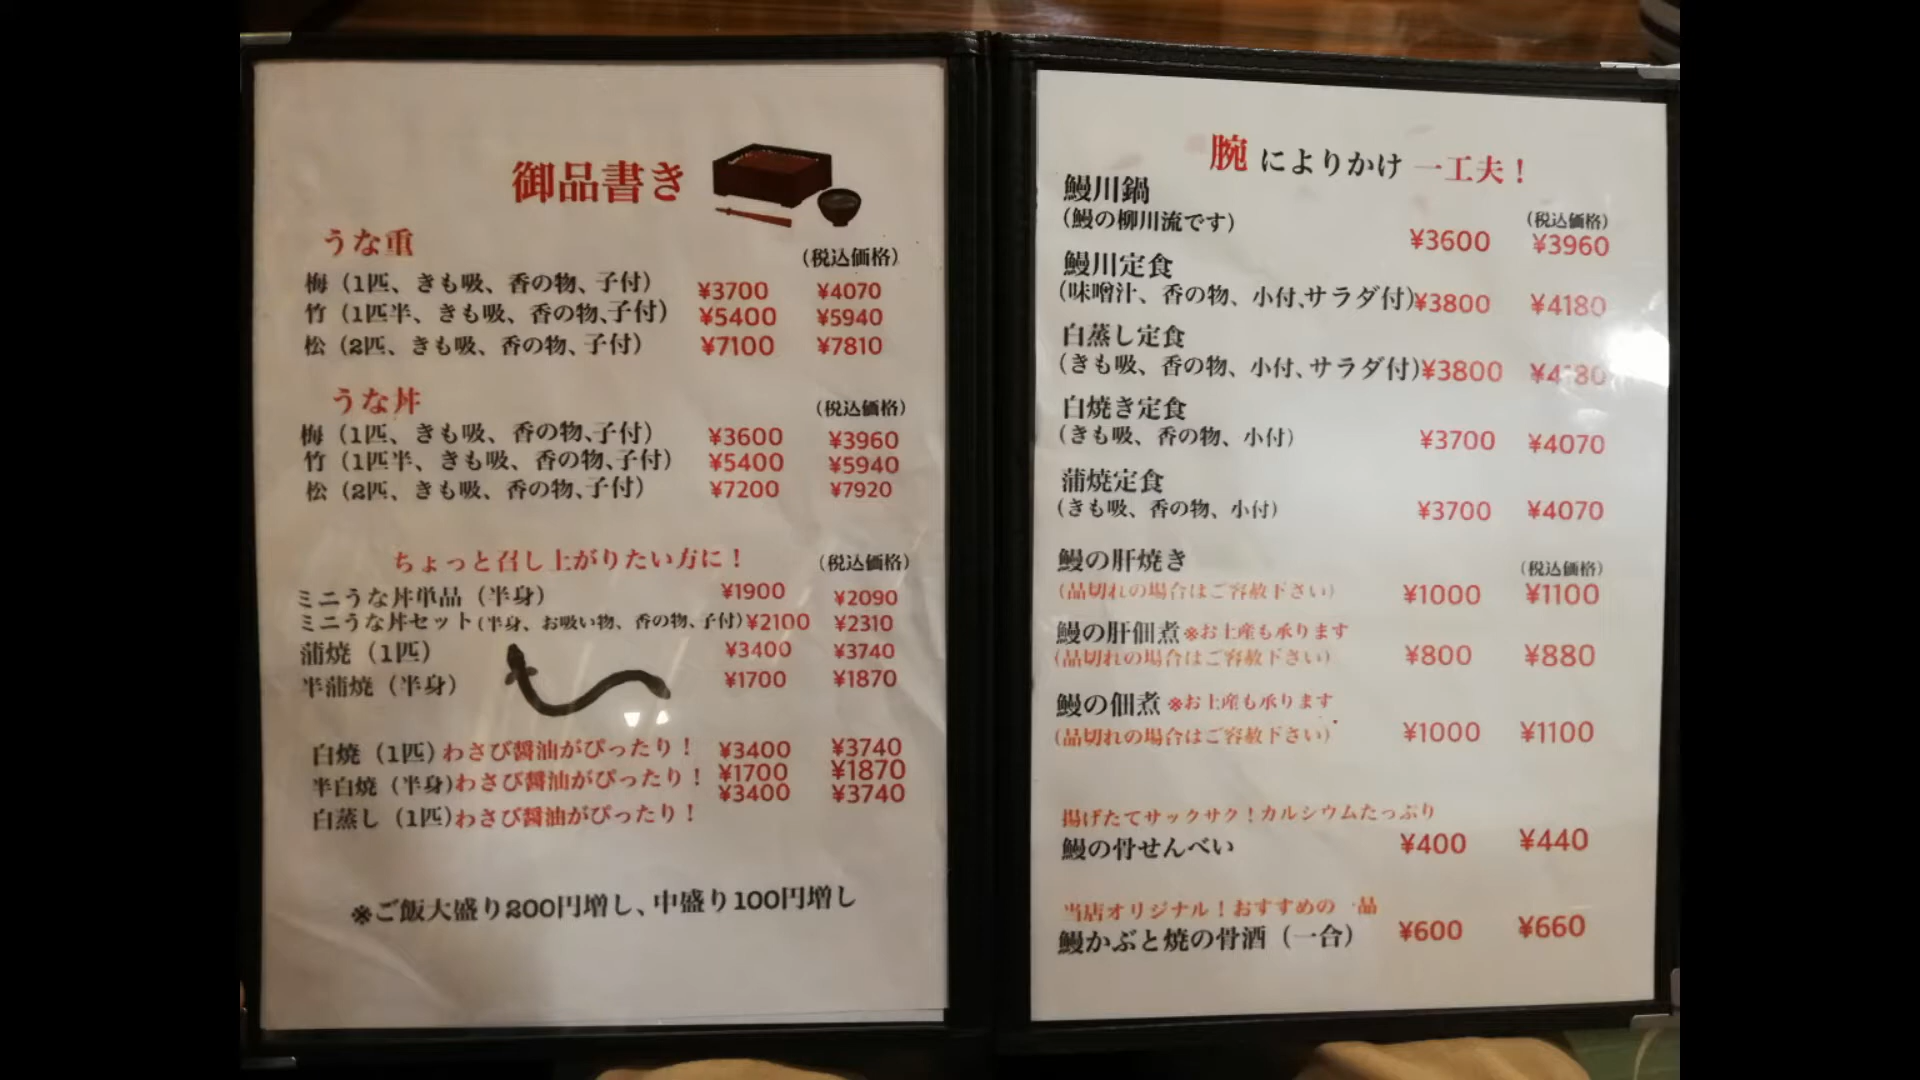 御品書き
うな重
(税込価格)
梅（1匹、きも吸、香の物、子付） ¥3700 ¥4070
竹（1匹半、きも吸、香の物、子付） ¥5400 ¥5940
松（2匹、きも吸、香の物、子付） ¥7100 ¥7810
うな丼
(税込価格)
梅（1匹、きも吸、香の物、子付） ¥3600 ¥3960
竹（1匹半、きも吸、香の物、子付） ¥5400 ¥5940
松（2匹、きも吸、香の物、子付） ¥7200 ¥7920
ちょっと召し上がりたい方に！ (税込価格)
ミニうな丼単品（半身） ¥1900 ¥2090
ミニうな丼セット(半身、お吸い物、香の物、子付) ¥2100 ¥2310
蒲焼（1匹） ¥3400 ¥3740
半蒲焼（半身） ¥1700 ¥1870
白焼（1匹）わさび醤油がぴったり！ ¥3400 ¥3740
半白焼（半身)わさび醤油がぴったり！ ¥1700 ¥1870
白蒸し（1匹)わさび醤油がぴったり！ ¥3400 ¥3740
※ご飯大盛り200円増し、中盛り100円増し
腕によりかけ一工夫！
鰻川鍋
(鰻の柳川流です) (税込価格)
¥3600 ¥3960
鰻川定食
(味噌汁、香の物、小付、サラダ付) ¥3800 ¥4180
白蒸し定食
(きも吸、香の物、小付、サラダ付) ¥3800 ¥4180
白焼き定食
(きも吸、香の物、小付) ¥3700 ¥4070
蒲焼定食
(きも吸、香の物、小付) ¥3700 ¥4070
鰻の肝焼き (税込価格)
(品切れの場合はご容赦下さい) ¥1000 ¥1100
鰻の肝佃煮 ※お土産も承ります
(品切れの場合はご容赦下さい) ¥800 ¥880
鰻の佃煮 ※お土産も承ります
(品切れの場合はご容赦下さい) ¥1000 ¥1100
揚げたてサックサク！カルシウムたっぷり
鰻の骨せんべい ¥400 ¥440
当店オリジナル！おすすめの一品
鰻かぶと焼の骨酒（一合） ¥600 ¥660